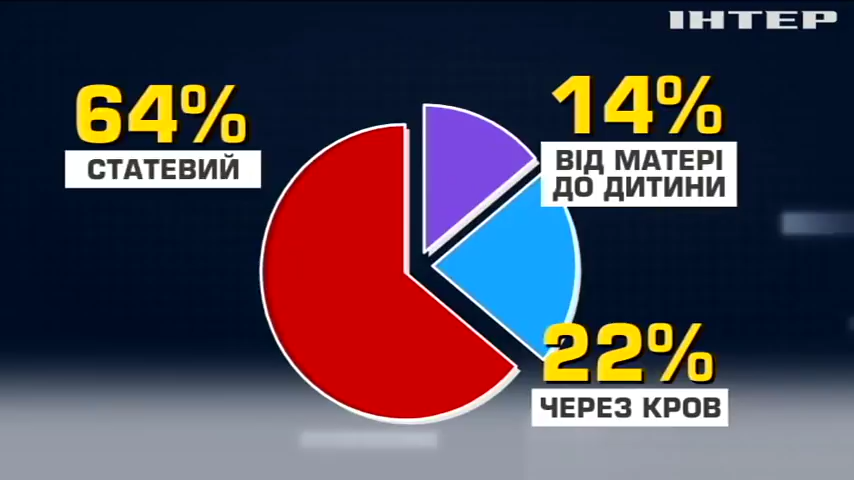 ІНТЕР
64%
СТАТЕВИЙ
14%
ВІД МАТЕРІ
ДО ДИТИНИ
22%
ЧЕРЕЗ КРОВ